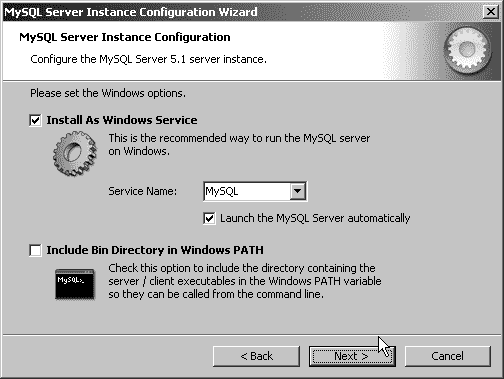 MySQL Server Instance Configuration Wizard
MySQL Server Instance Configuration
Configure the MySQL Server 5.1 server instance.
Please set the Windows options.
Install As Windows Service
This is the recommended way to run the MySQL server
on Windows.
Service Name:
MySQL
Launch the MySQL Server automatically
Include Bin Directory in Windows PATH
MySQL>_
Check this option to include the directory containing the
server / client executables in the Windows PATH variable
so they can be called from the command line.
< Back
Next >
Cancel